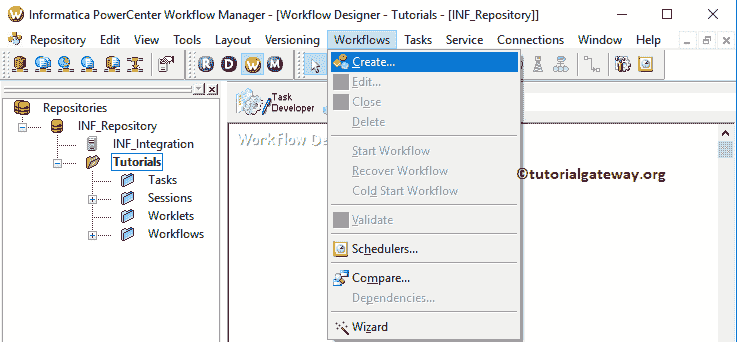 Informatica PowerCenter Workflow Manager - [Workflow Designer - Tutorials - [INF_Repository]]
Repository Edit View Tools Layout Versioning Workflows Tasks Service Connections Window Help
R D W M
Repositories
INF_Repository
INF_Integration
Tutorials
Tasks
Sessions
Worklets
Workflows
Task
Developer
Workflow De
Create...
Edit...
Close
Delete
Start Workflow
Recover Workflow
Cold Start Workflow
Validate
Schedulers...
Compare...
Dependencies...
Wizard
©tutorialgateway.org